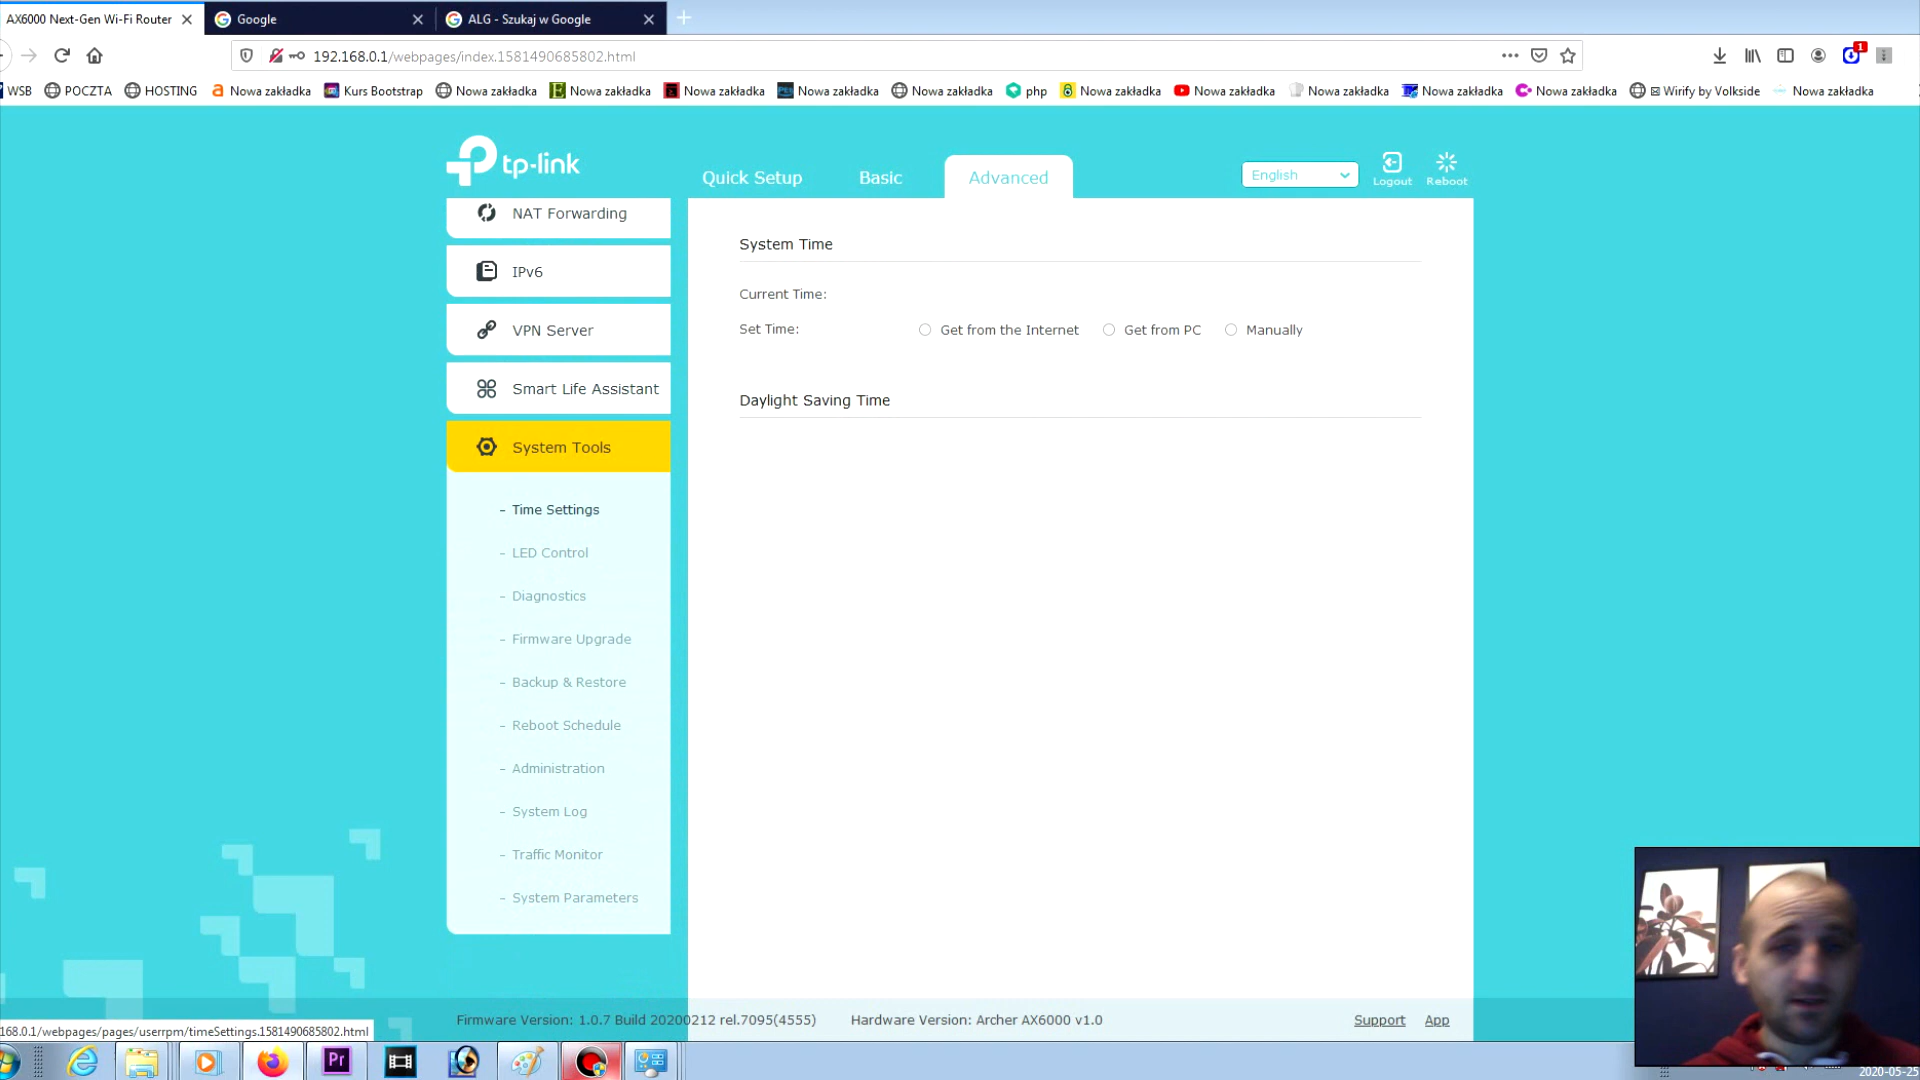 AX6000 Next-Gen Wi-Fi Router
Google
ALG - Szukaj w Google
192.168.0.1/webpages/index.1581490685802.html
1
WSB
POCZTA
HOSTING
Nowa zakładka
Kurs Bootstrap
Nowa zakładka
Nowa zakładka
Nowa zakładka
Nowa zakładka
Nowa zakładka
php
Nowa zakładka
Nowa zakładka
Nowa zakładka
Nowa zakładka
Nowa zakładka
Wirify by Volkside
Nowa zakładka
tp-link
Quick Setup
Basic
Advanced
English
Logout
Reboot
NAT Forwarding
IPv6
VPN Server
Smart Life Assistant
System Tools
- Time Settings
- LED Control
- Diagnostics
- Firmware Upgrade
- Backup & Restore
- Reboot Schedule
- Administration
- System Log
- Traffic Monitor
- System Parameters
System Time
Current Time:
Set Time:
Get from the Internet
Get from PC
Manually
Daylight Saving Time
Firmware Version: 1.0.7 Build 20200212 rel.7095(4555)
Hardware Version: Archer AX6000 v1.0
Support
App
168.0.1/webpages/pages/userrpm/timeSettings.1581490685802.html
Pr
2020-05-25